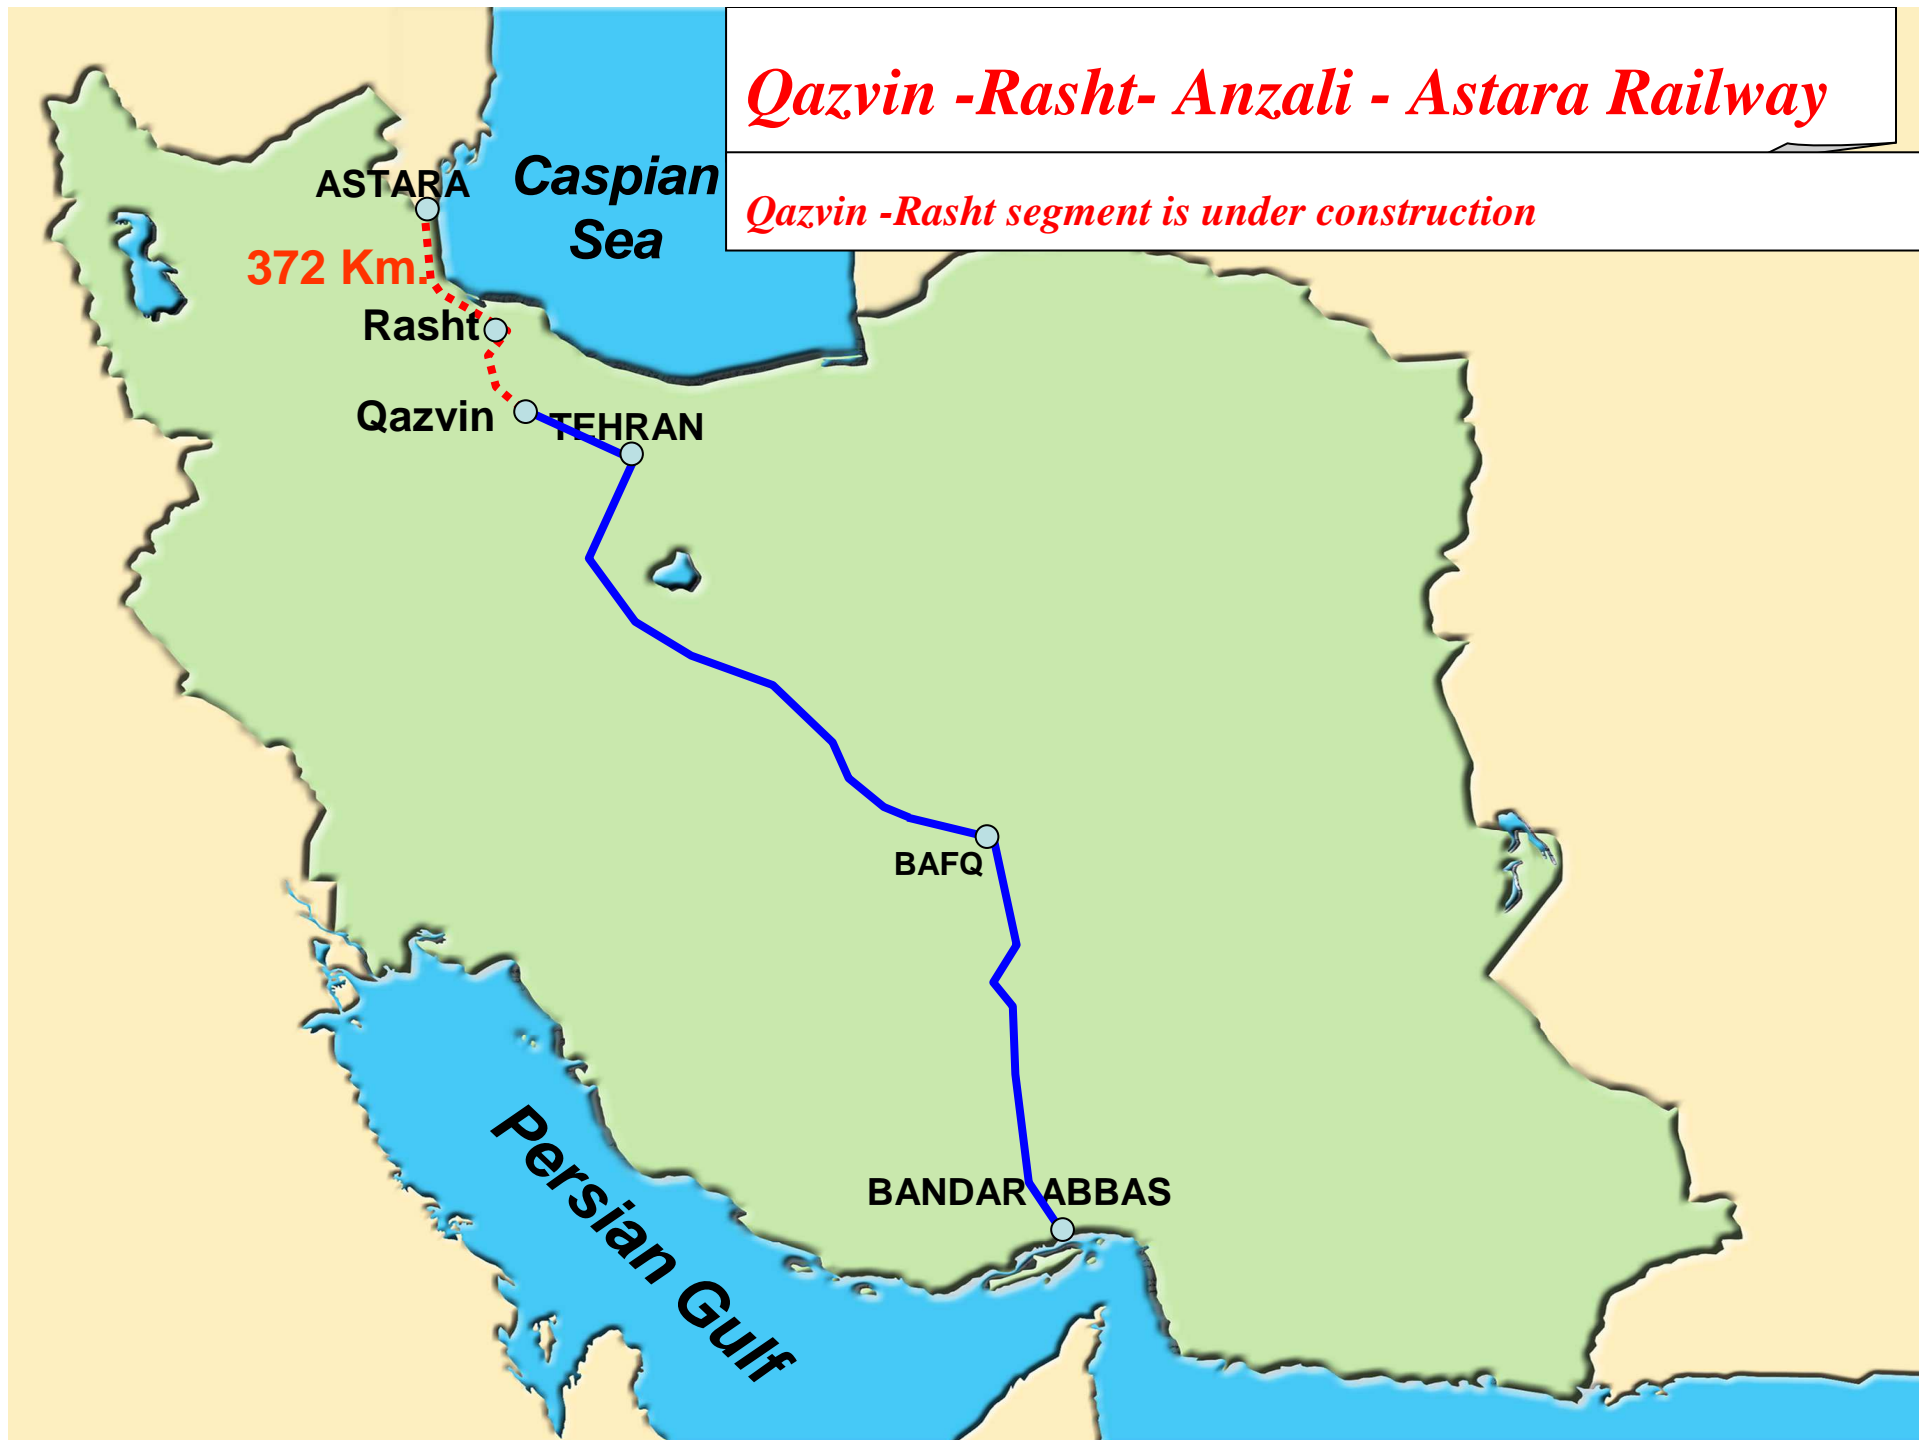 Qazvin -Rasht- Anzali - Astara Railway
Qazvin -Rasht segment is under construction
Caspian
Sea
ASTARA
372 Km.
Rasht
Qazvin
TEHRAN
BAFQ
BANDAR ABBAS
Persian Gulf